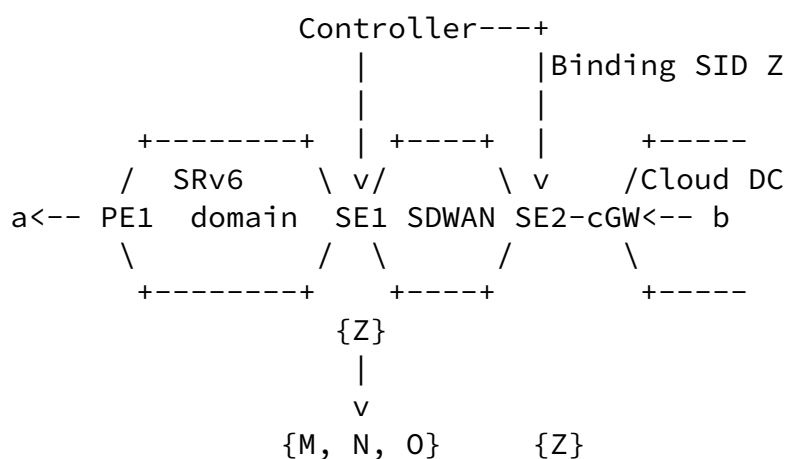 Controller---+
|             |Binding SID Z
|             |
+--------+  | +----+  |      +-----
/  SRv6    \ v/      \ v     /Cloud DC
a<-- PE1  domain  SE1 SDWAN  SE2-cGW<-- b
\          /  \      /       \
+--------+    +----+         +-----
{Z}
|
v
{M, N, O}     {Z}